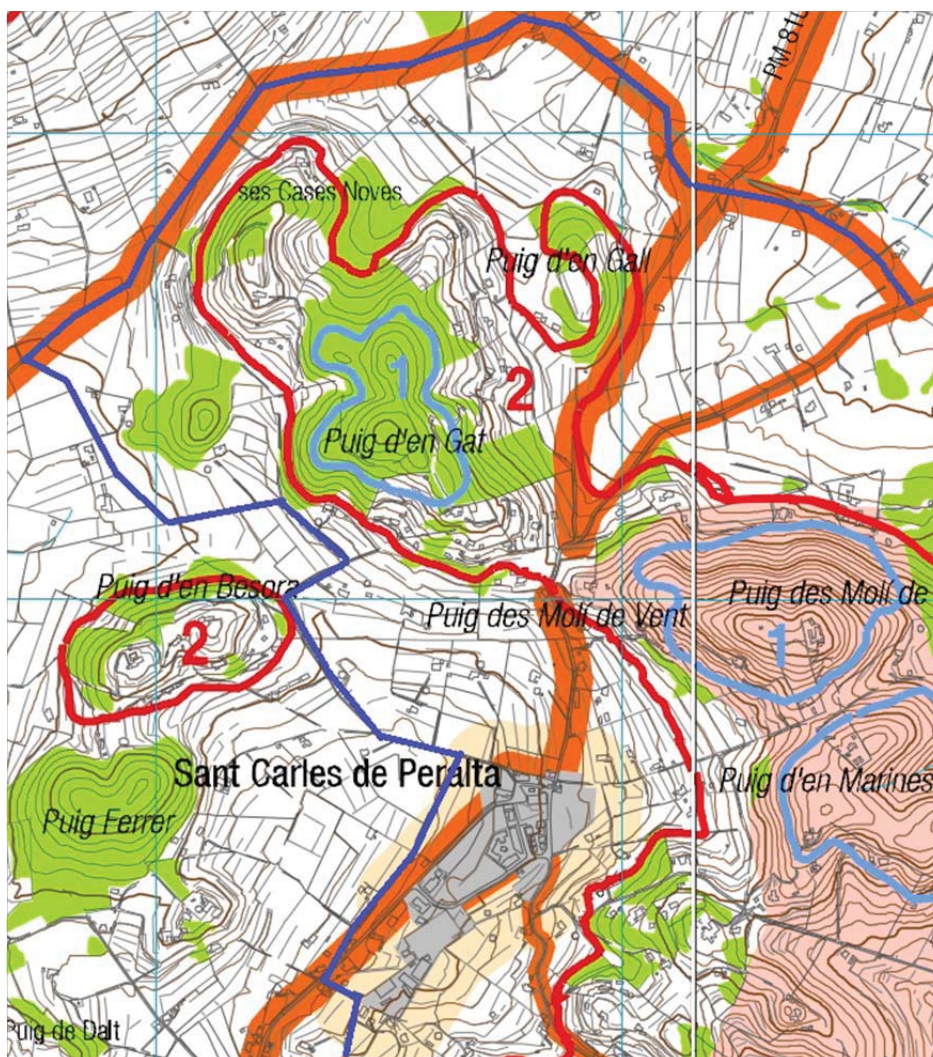 PM 810
ses Cases Noves
Puig d'en Gall
1
2
Puig d'en Gat
Puig d'en Besora
Puig des Molí de Vent
Puig des Molí de
2
1
Sant Carles de Peralta
Puig d'en Marines
Puig Ferrer
Puig de Dalt